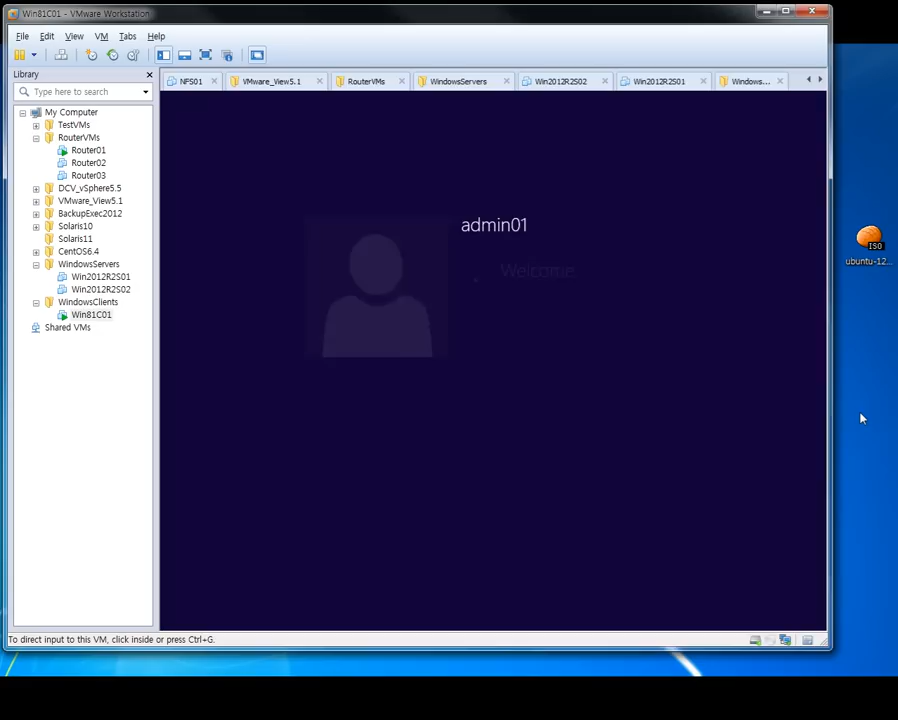 Win81C01 - VMware Workstation
File Edit View VM Tabs Help
Library
Type here to search
My Computer
TestVMs
RouterVMs
Router01
Router02
Router03
DCV_vSphere5.5
VMware_View5.1
BackupExec2012
Solaris10
Solaris11
CentOS6.4
WindowsServers
Win2012R2S01
Win2012R2S02
WindowsClients
Win81C01
Shared VMs
NFS01 VMware_View5.1 RouterVMs WindowsServers Win2012R2S02 Win2012R2S01 Windows...
admin01
Welcome
ISO
ubuntu-12...
To direct input to this VM, click inside or press Ctrl+G.